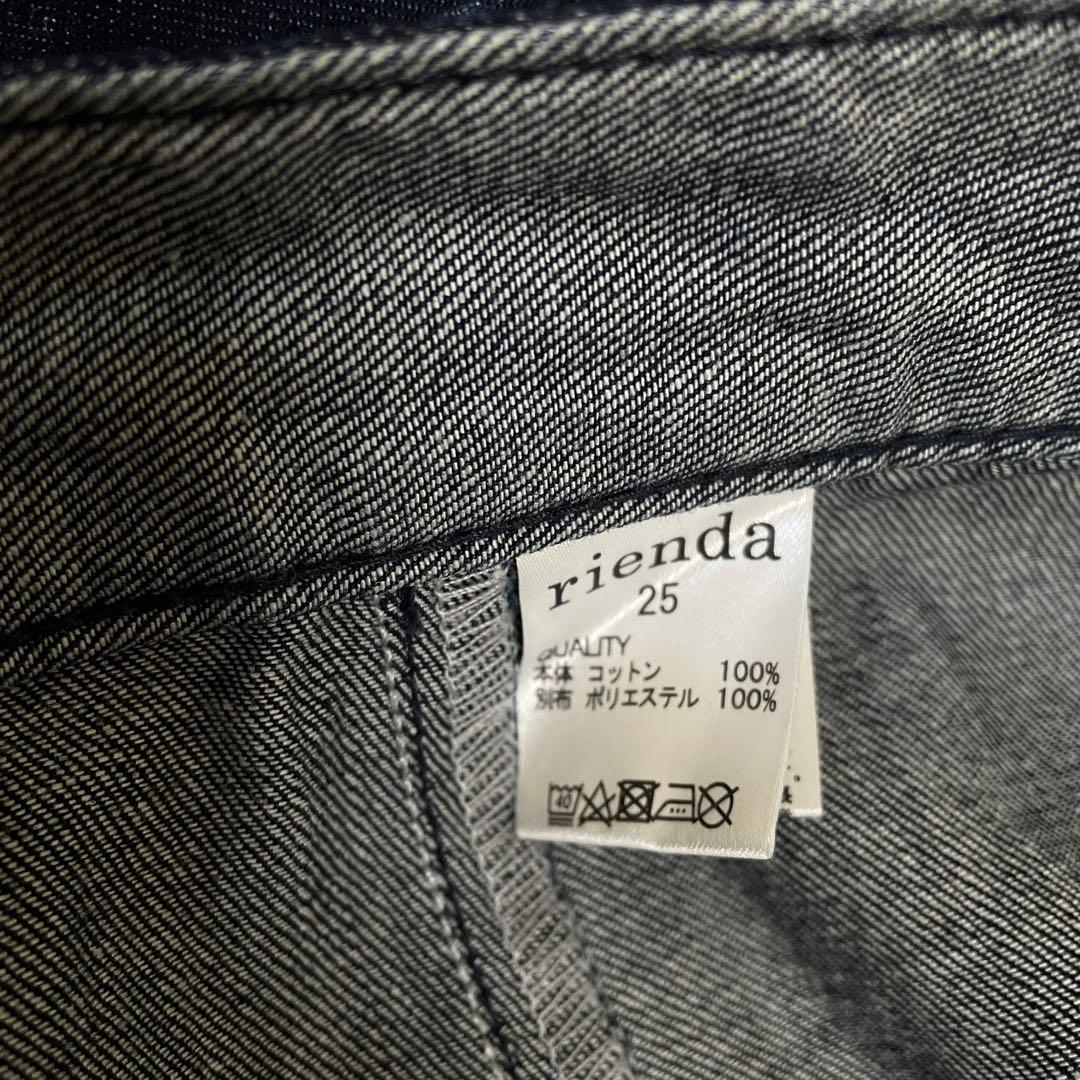 rienda
25
QUALITY
本体 コットン 100%
別布 ポリエステル 100%
40